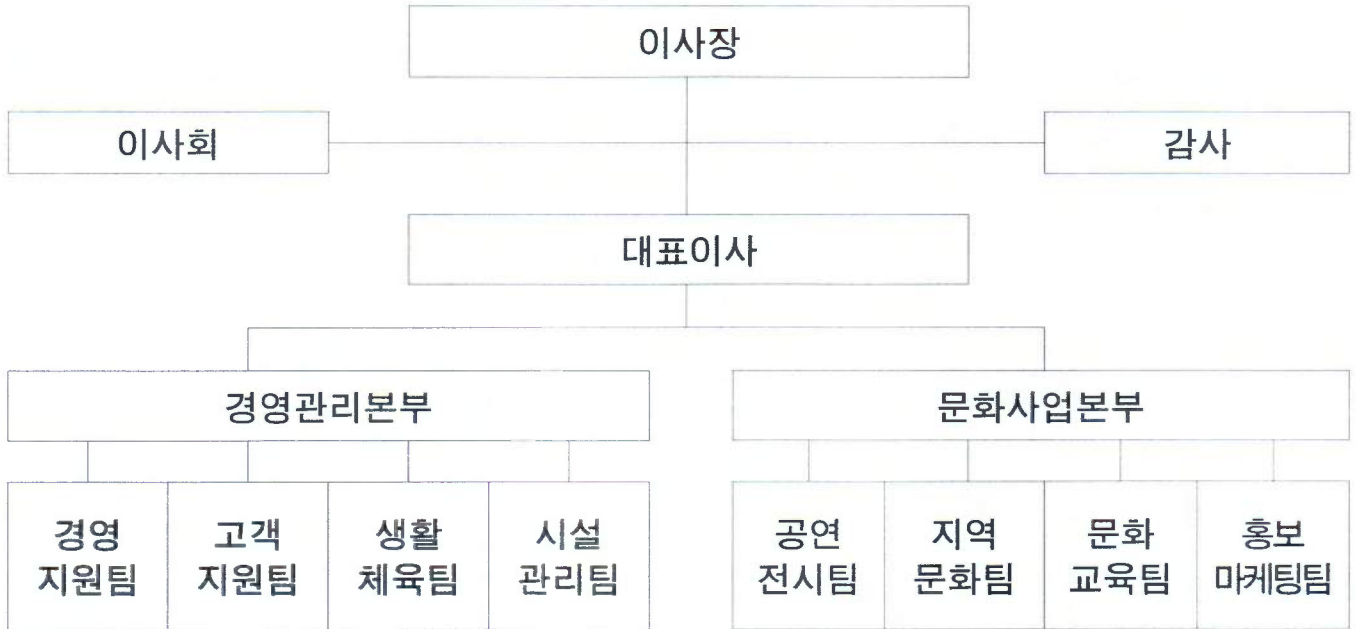 이사장
이사회
감사
대표이사
경영관리본부
문화사업본부
경영
지원팀
고객
지원팀
생활
체육팀
시설
관리팀
공연
전시팀
지역
문화팀
문화
교육팀
홍보
마케팅팀